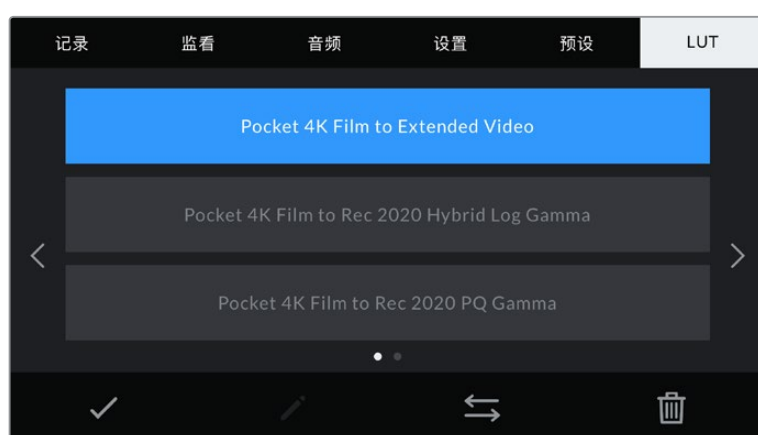 记录 监看 音频 设置 预设 LUT
Pocket 4K Film to Extended Video
Pocket 4K Film to Rec 2020 Hybrid Log Gamma
Pocket 4K Film to Rec 2020 PQ Gamma